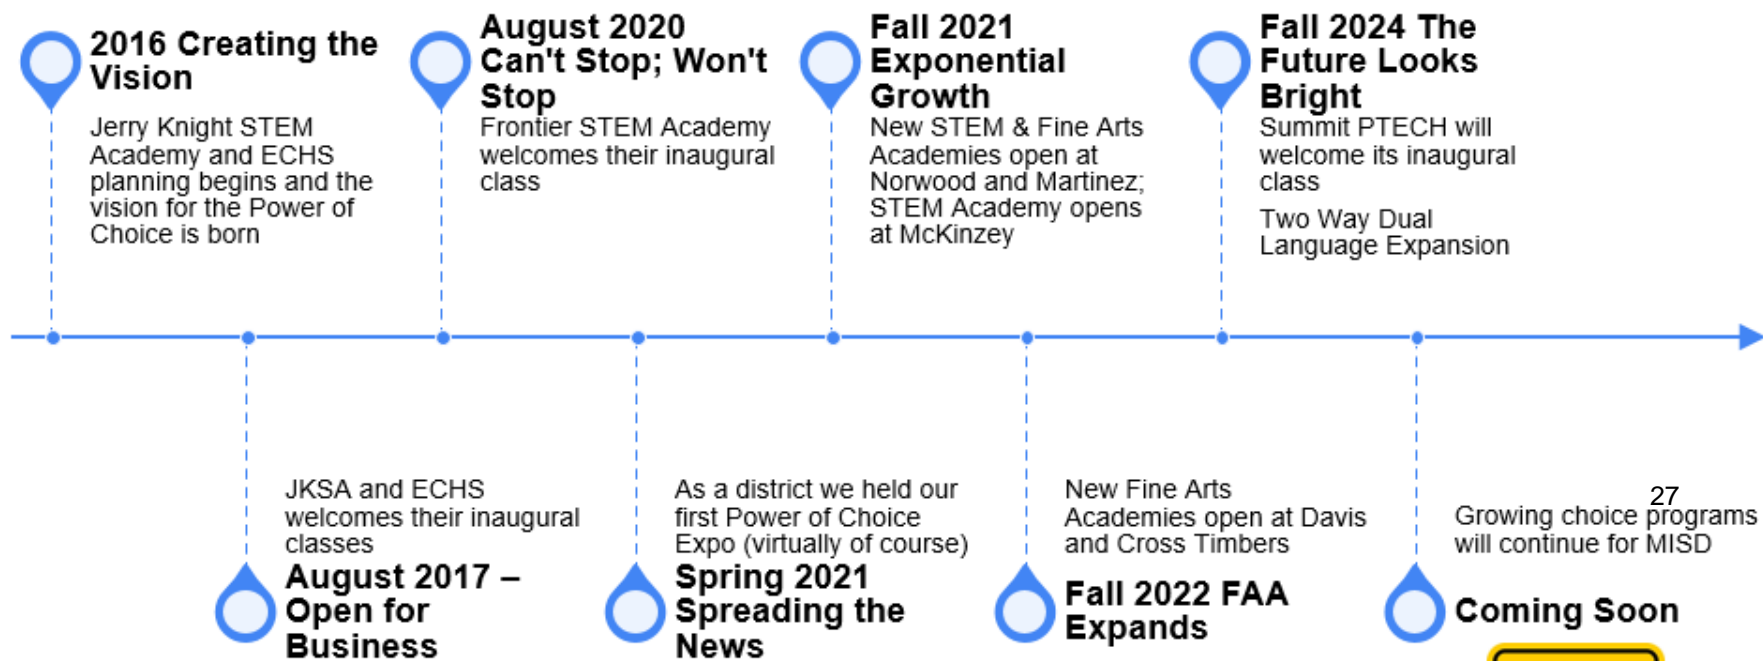 2016 Creating the
Vision
Jerry Knight STEM
Academy and ECHS
planning begins and the
vision for the Power of
Choice is born
August 2020
Can't Stop; Won't
Stop
Frontier STEM Academy
welcomes their inaugural
class
Fall 2021
Exponential
Growth
New STEM & Fine Arts
Academies open at
Norwood and Martinez;
STEM Academy opens
at McKinzey
Fall 2024 The
Future Looks
Bright
Summit PTECH will
welcome its inaugural
class
Two Way Dual
Language Expansion
JKSA and ECHS
welcomes their inaugural
classes
August 2017 –
Open for
Business
As a district we held our
first Power of Choice
Expo (virtually of course)
Spring 2021
Spreading the
News
New Fine Arts
Academies open at Davis
and Cross Timbers
Fall 2022 FAA
Expands
27
Growing choice programs
will continue for MISD
Coming Soon